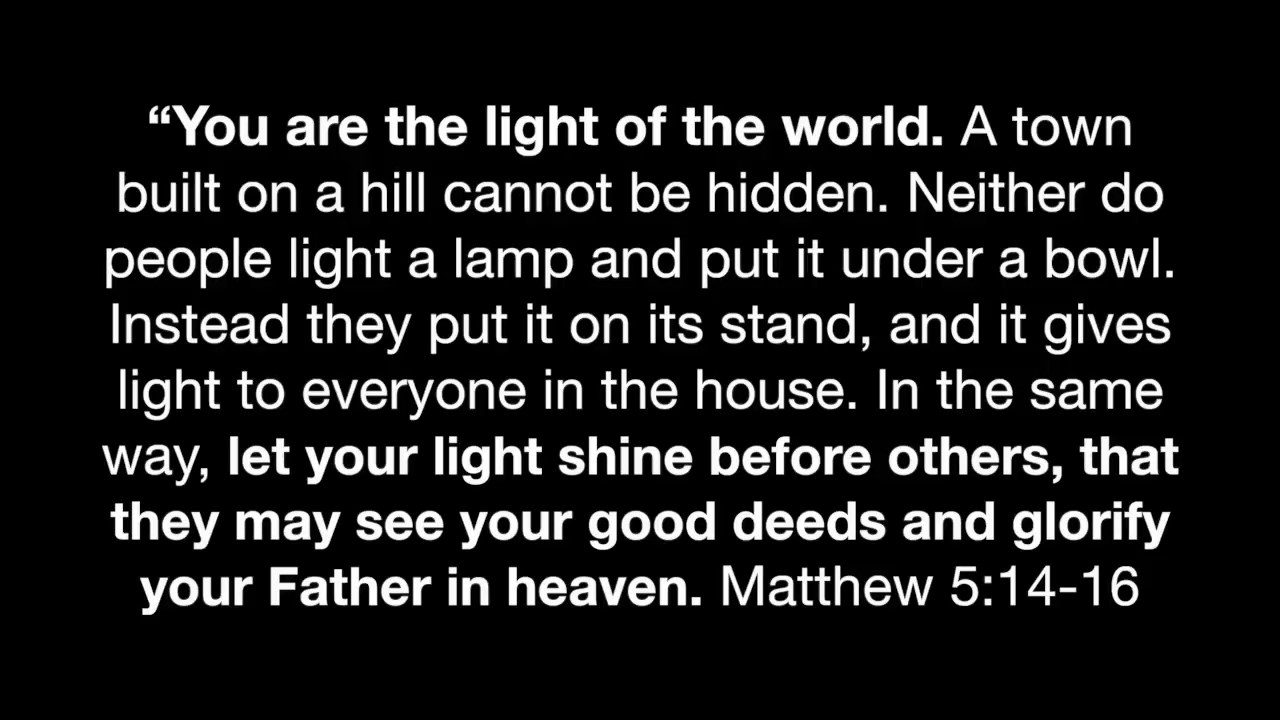 “You are the light of the world. A town
built on a hill cannot be hidden. Neither do
people light a lamp and put it under a bowl.
Instead they put it on its stand, and it gives
light to everyone in the house. In the same
way, let your light shine before others, that
they may see your good deeds and glorify
your Father in heaven. Matthew 5:14-16